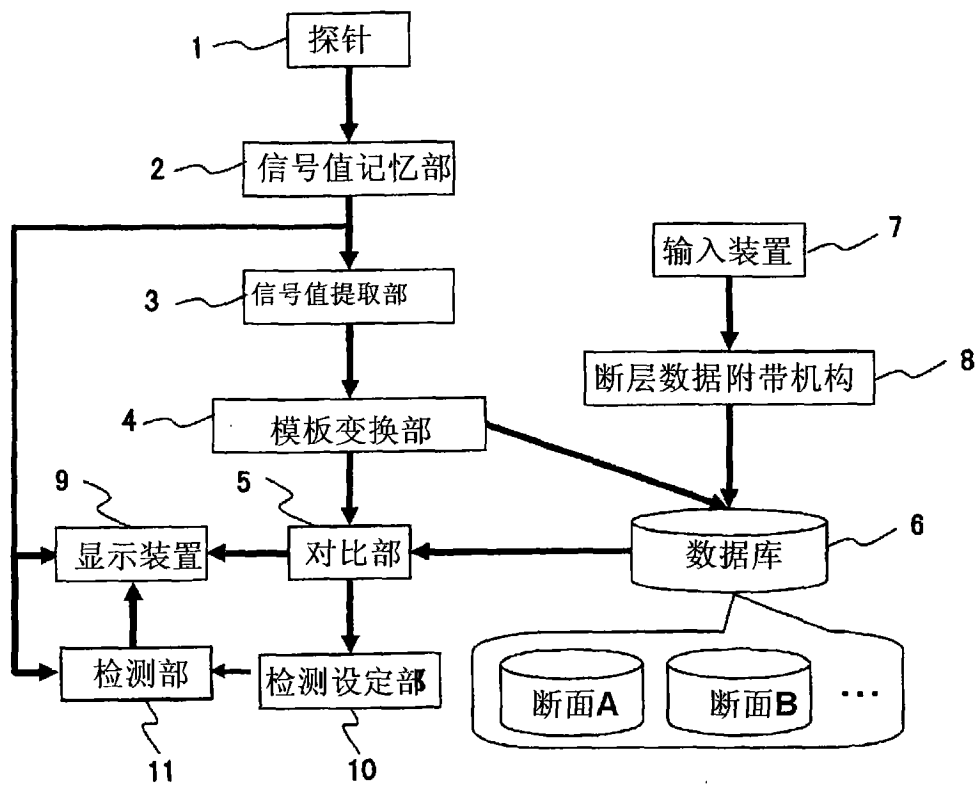 1
探针
2
信号值记忆部
7
输入装置
3
信号值提取部
8
断层数据附带机构
4
模板变换部
9
5
6
显示装置
对比部
数据库
检测部
检测设定部
断面A
断面B
...
11
10